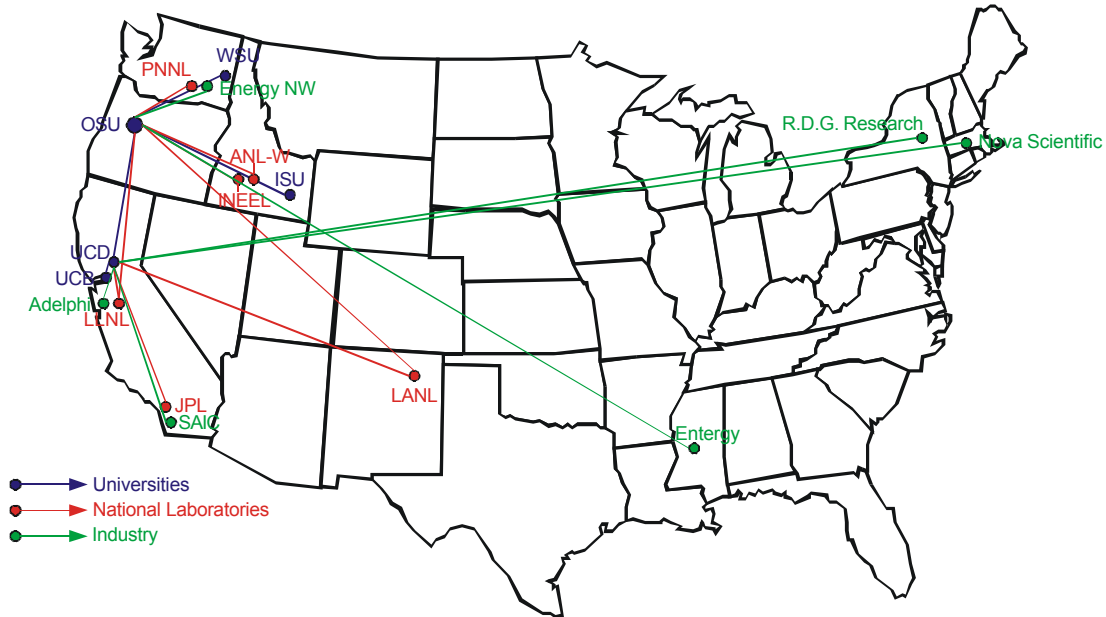 WSU
PNNL
Energy NW
OSU
R.D.G. Research
Nova Scientific
ANL-W
ISU
INEEL
UCD
UCB
Adelphi
LLNL
LANL
JPL
SAIC
Entergy
Universities
National Laboratories
Industry